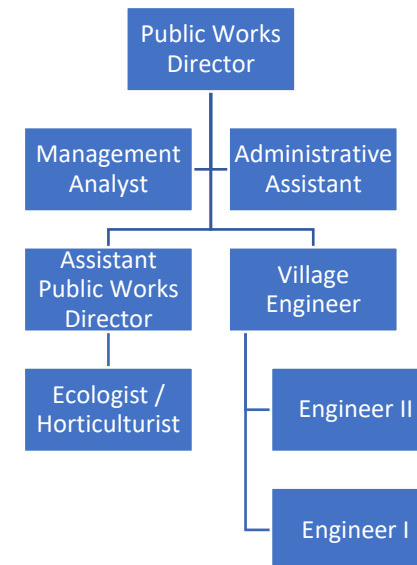 Public Works
Director
Management
Analyst
Administrative
Assistant
Assistant
Public Works
Director
Village
Engineer
Ecologist /
Horticulturist
Engineer II
Engineer I